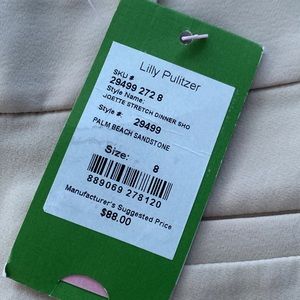 Lilly Pulitzer
SKU #
29499 272 8
Style Name:
JOETTE STRETCH DINNER SHO
Style #: 29499
PALM BEACH SANDSTONE
Size: 8
889069 278120
Manufacturer's Suggested Price
$88.00